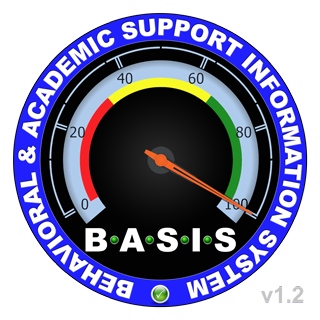 BEHAVIORAL & ACADEMIC SUPPORT INFORMATION SYSTEM
0
20
40
60
80
100
B•A•S•I•S
v1.2